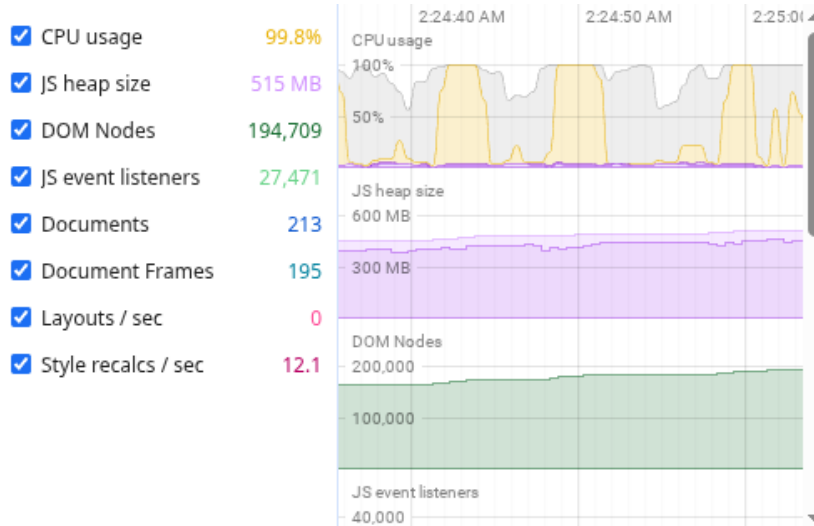 CPU usage 99.8%
JS heap size 515 MB
DOM Nodes 194,709
JS event listeners 27,471
Documents 213
Document Frames 195
Layouts / sec 0
Style recalcs / sec 12.1
2:24:40 AM 2:24:50 AM 2:25:00
CPU usage
100%
50%
JS heap size
600 MB
300 MB
DOM Nodes
200,000
100,000
JS event listeners
40,000